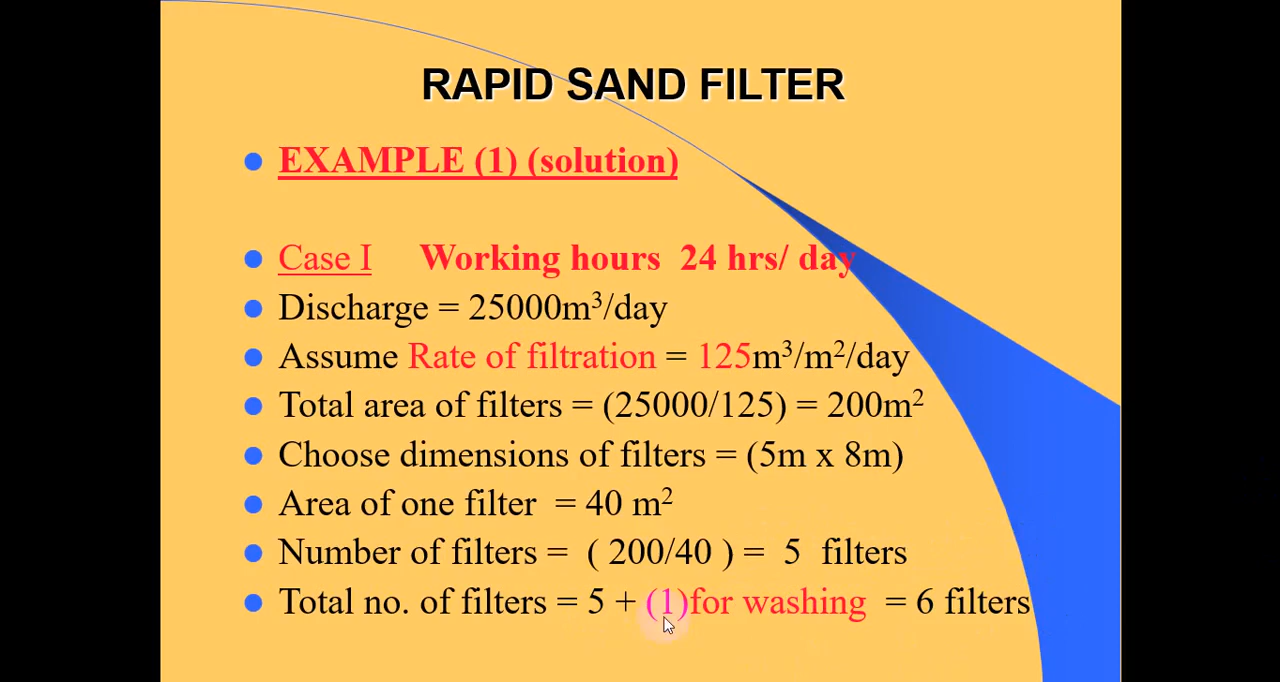 RAPID SAND FILTER
EXAMPLE (1) (solution)
Case I Working hours 24 hrs/ day
Discharge = 25000m³/day
Assume Rate of filtration = 125m³/m²/day
Total area of filters = (25000/125) = 200m²
Choose dimensions of filters = (5m x 8m)
Area of one filter = 40 m²
Number of filters = ( 200/40 ) = 5 filters
Total no. of filters = 5 + (1)for washing = 6 filters